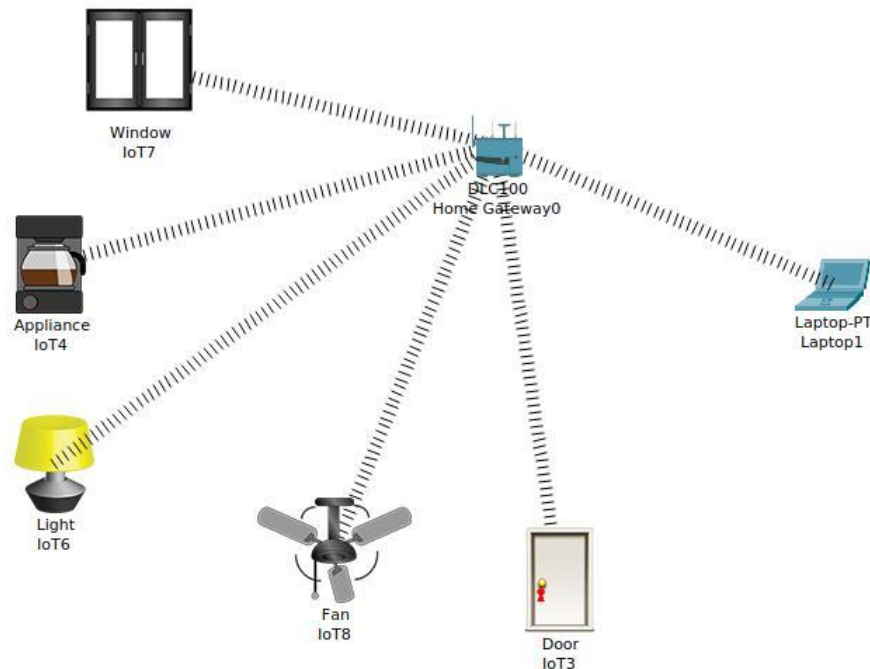 Window
IoT7
DLC100
Home Gateway0
Appliance
IoT4
Laptop-PT
Laptop1
Light
IoT6
Fan
IoT8
Door
IoT3